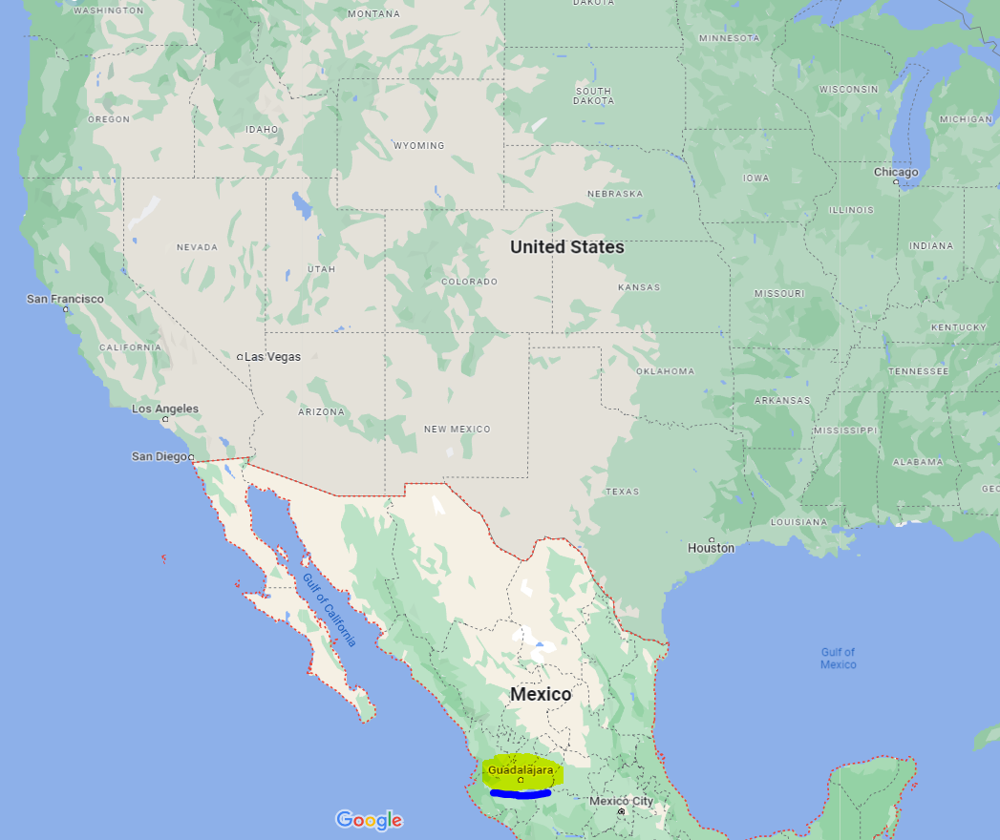 DAKOTA
WASHINGTON
MONTANA
MINNESOTA
SOUTH
DAKOTA
WISCONSIN
OREGON
MICHIGAN
IDAHO
WYOMING
Chicago
IOWA
NEBRASKA
ILLINOIS
United States
NEVADA
INDIANA
UTAH
COLORADO
KANSAS
MISSOURI
San Francisco
KENTUCKY
CALIFORNIA
Las Vegas
OKLAHOMA
TENNESSEE
ARKANSAS
Los Angeles
ARIZONA
NEW MEXICO
MISSISSIPPI
San Diego
ALABAMA
TEXAS
GEO
LOUISIANA
Houston
Gulf of California
Gulf of
Mexico
Mexico
Guadalajara
Mexico City
Google